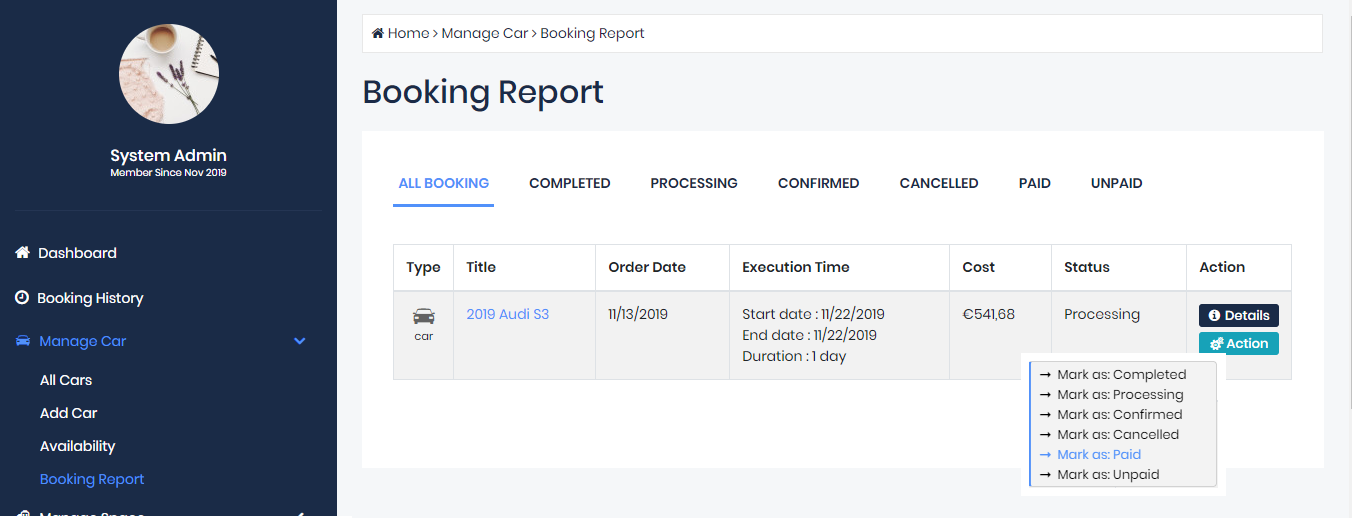 System Admin
Member Since Nov 2019
Dashboard
Booking History
Manage Car
All Cars
Add Car
Availability
Booking Report
Home > Manage Car > Booking Report
Booking Report
ALL BOOKING COMPLETED PROCESSING CONFIRMED CANCELLED PAID UNPAID
Type Title Order Date Execution Time Cost Status Action
car 2019 Audi S3 11/13/2019 Start date : 11/22/2019 €541,68 Processing Details
End date : 11/22/2019
Duration : 1 day
Action
→ Mark as: Completed
→ Mark as: Processing
→ Mark as: Confirmed
→ Mark as: Cancelled
→ Mark as: Paid
→ Mark as: Unpaid